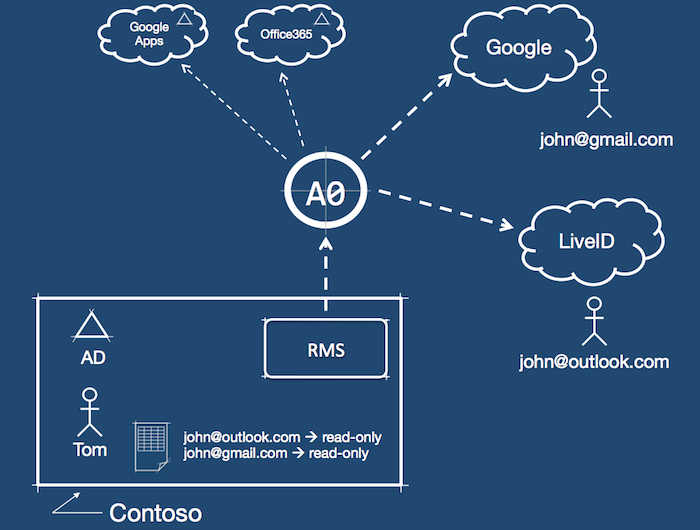 Google
Apps
Office365
Google
john@gmail.com
A0
LiveID
john@outlook.com
RMS
AD
Tom
john@outlook.com → read-only
john@gmail.com → read-only
Contoso